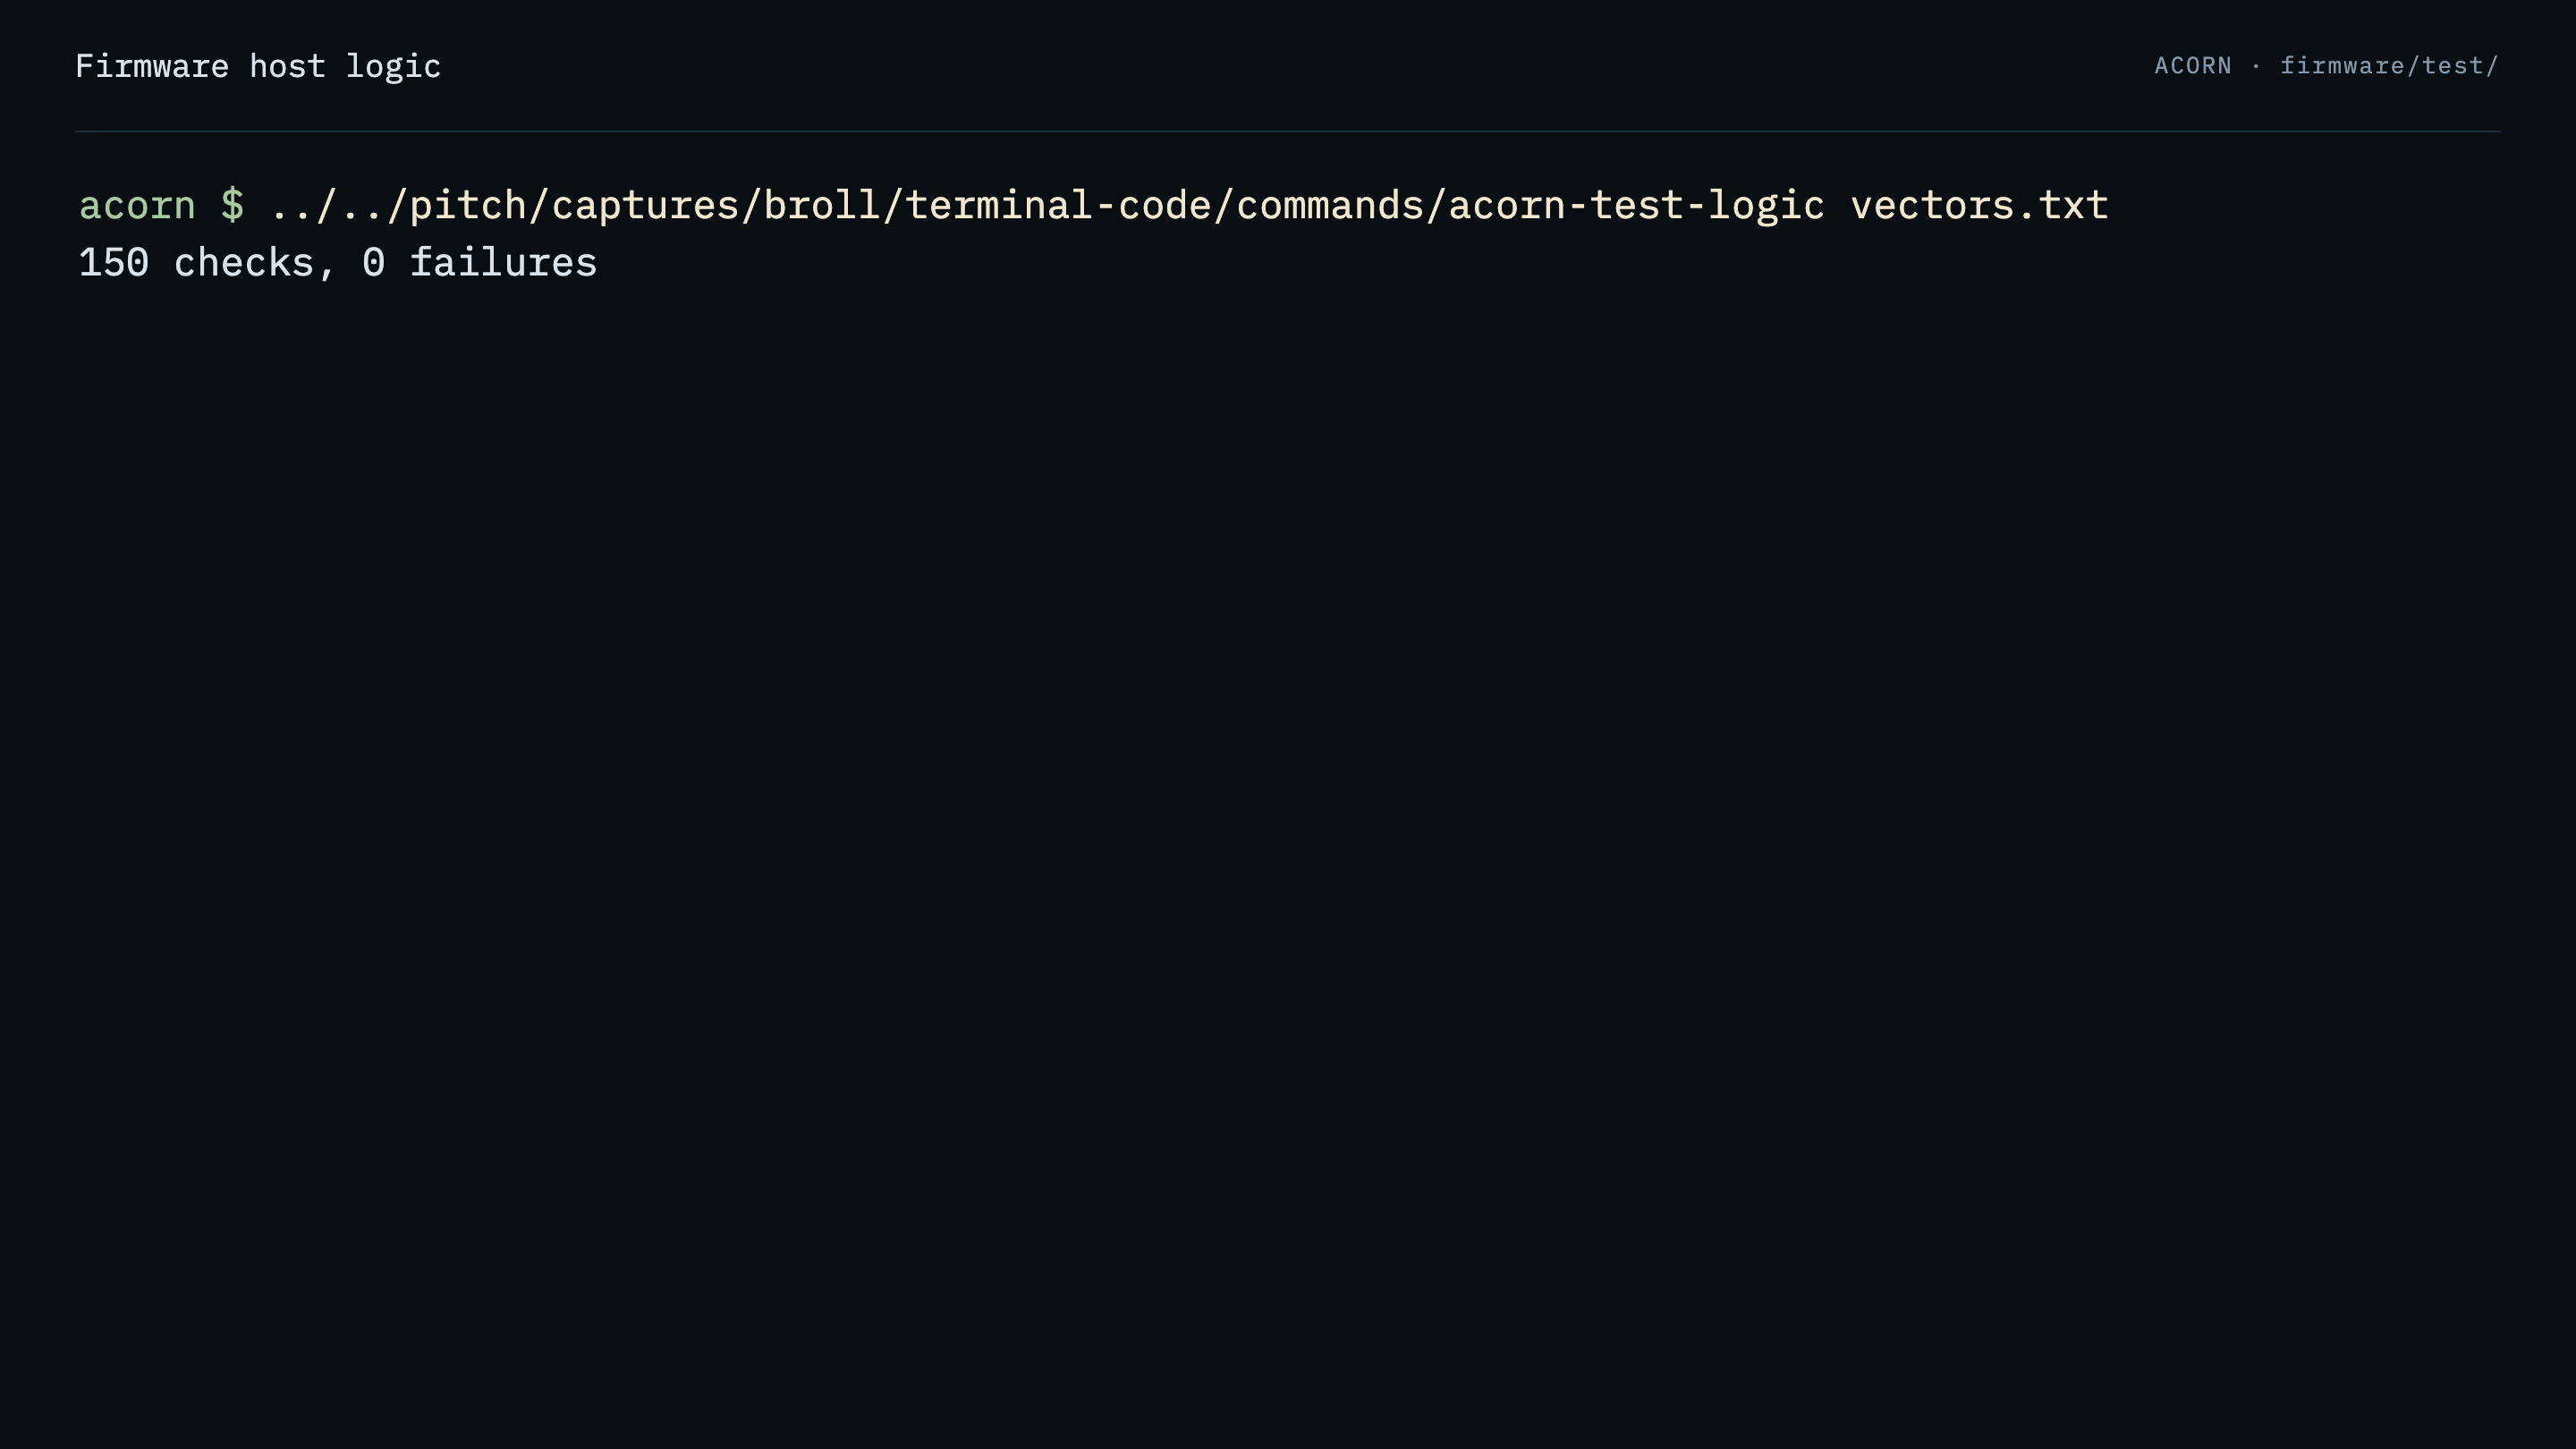 Firmware host logic
ACORN · firmware/test/
acorn $ ../../pitch/captures/broll/terminal-code/commands/acorn-test-logic vectors.txt
150 checks, 0 failures